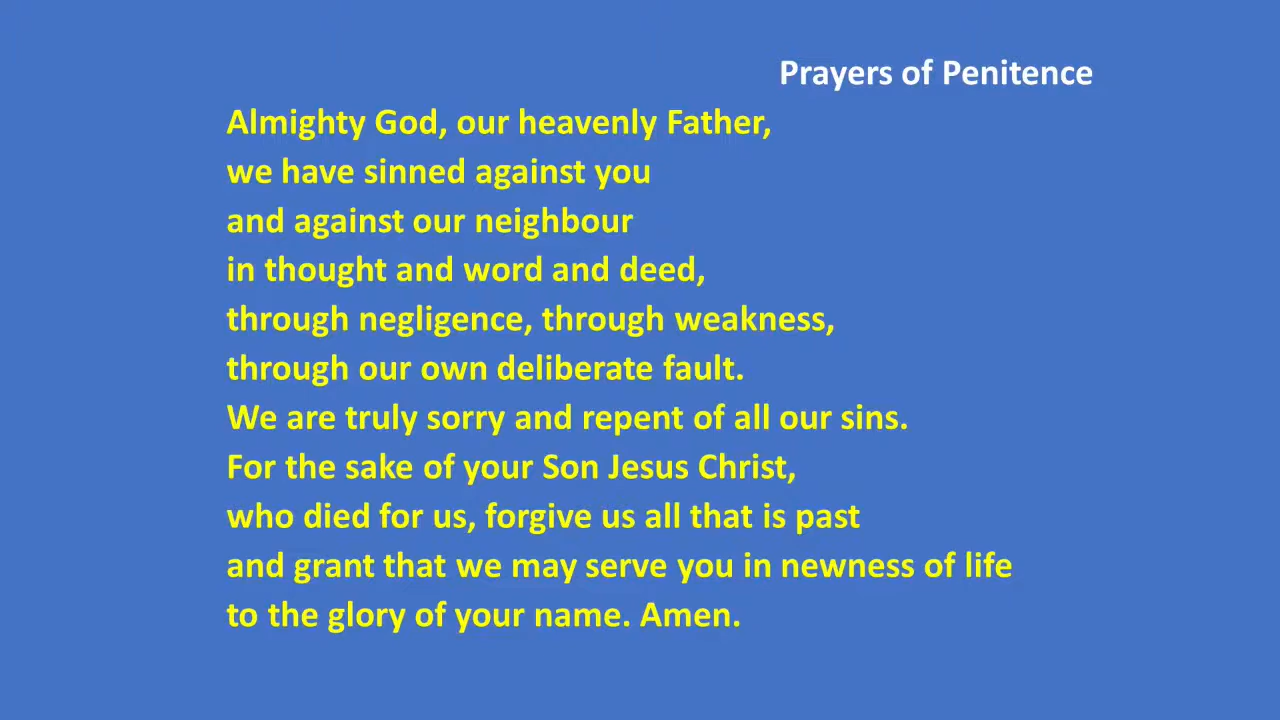 Prayers of Penitence
Almighty God, our heavenly Father,
we have sinned against you
and against our neighbour
in thought and word and deed,
through negligence, through weakness,
through our own deliberate fault.
We are truly sorry and repent of all our sins.
For the sake of your Son Jesus Christ,
who died for us, forgive us all that is past
and grant that we may serve you in newness of life
to the glory of your name. Amen.